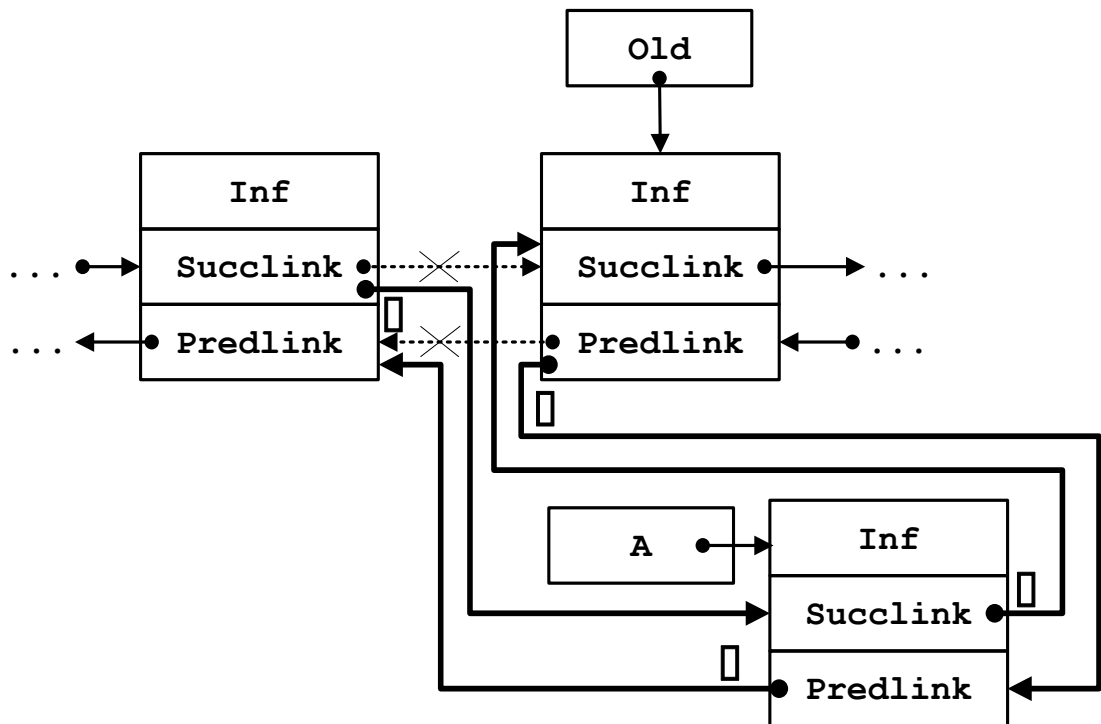 Old
Inf
Inf
... Succlink Succlink ...
... Predlink Predlink ...
A
Inf
Succlink
Predlink